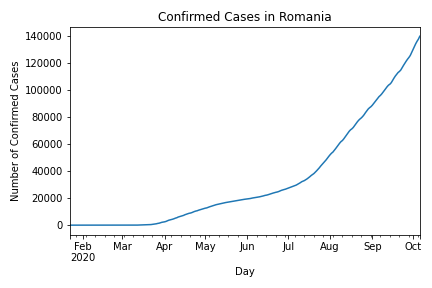 Confirmed Cases in Romania
Number of Confirmed Cases
140000
120000
100000
80000
60000
40000
20000
0
Feb Mar Apr May Jun Jul Aug Sep Oct
2020
Day